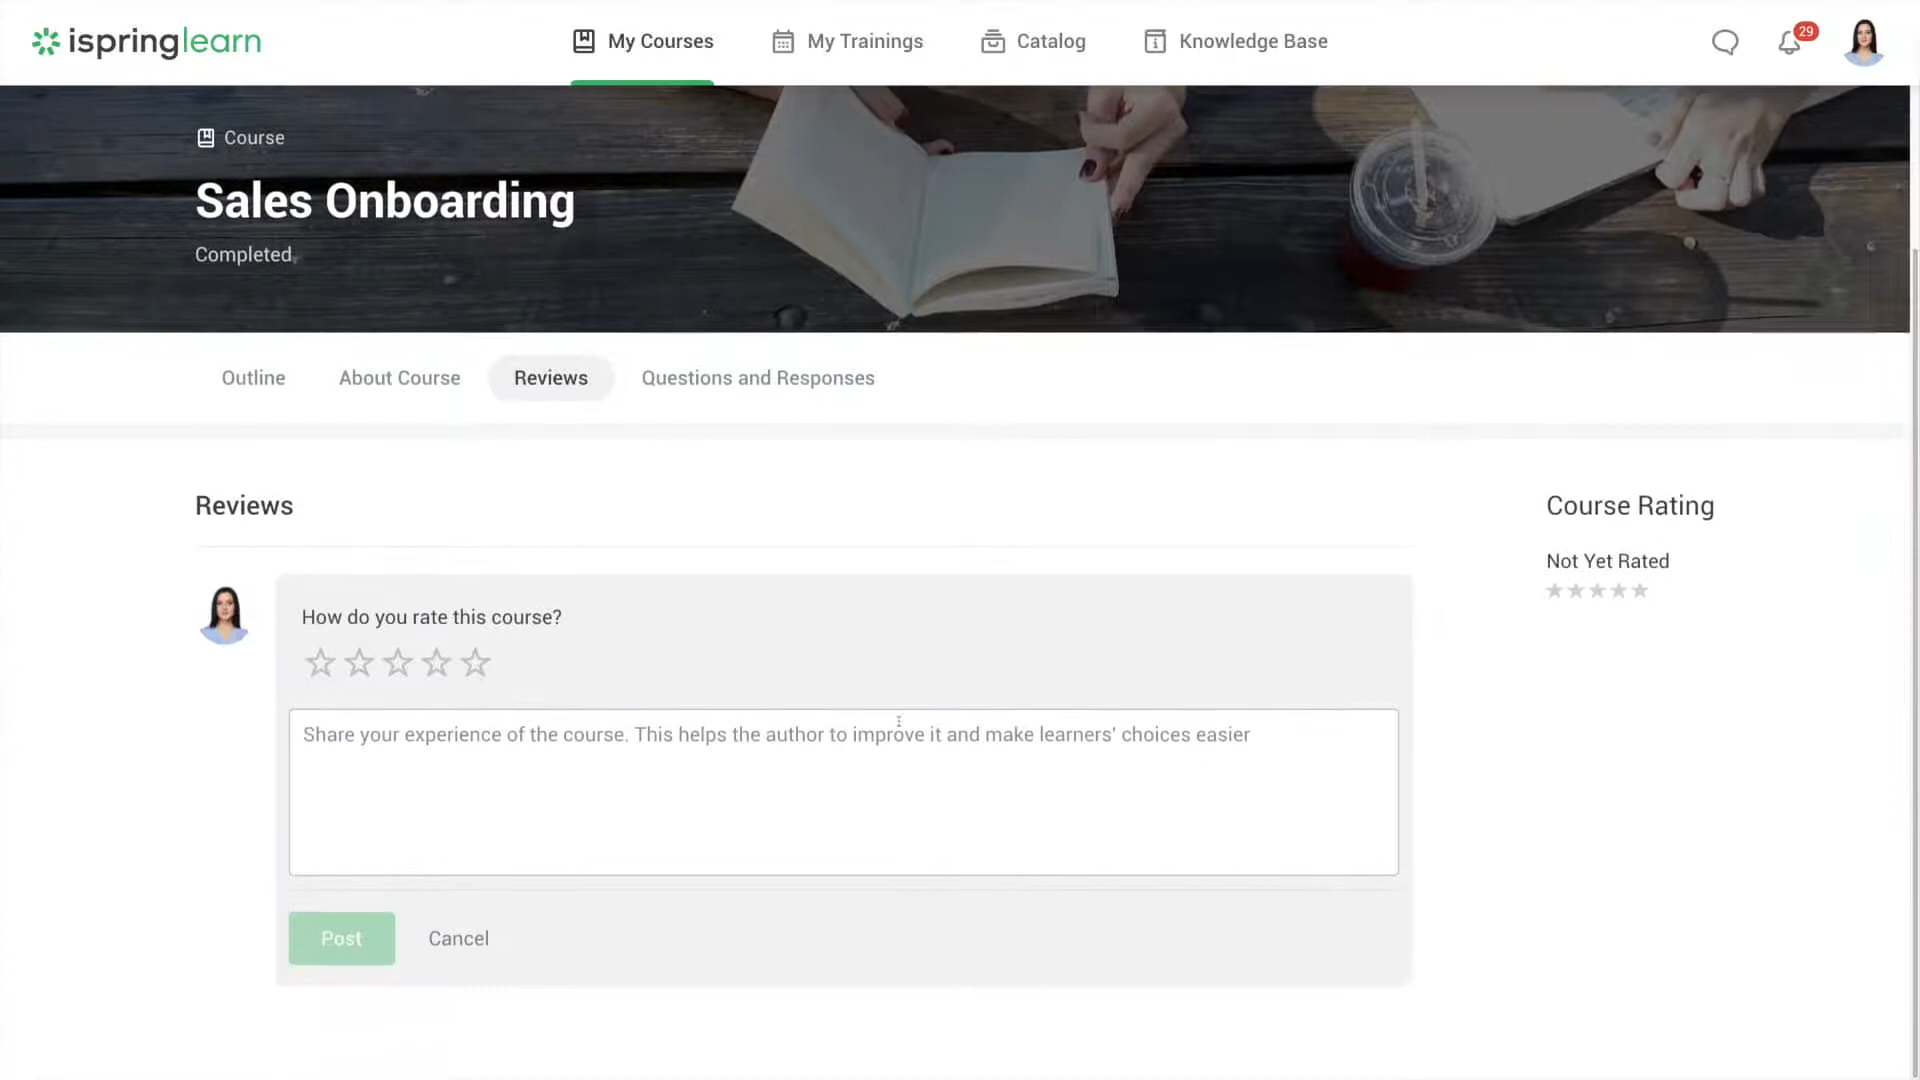 ispringlearn
My Courses
My Trainings
Catalog
Knowledge Base
29
Course
Sales Onboarding
Completed
Outline
About Course
Reviews
Questions and Responses
Reviews
Course Rating
Not Yet Rated
How do you rate this course?
Share your experience of the course. This helps the author to improve it and make learners' choices easier
Post
Cancel